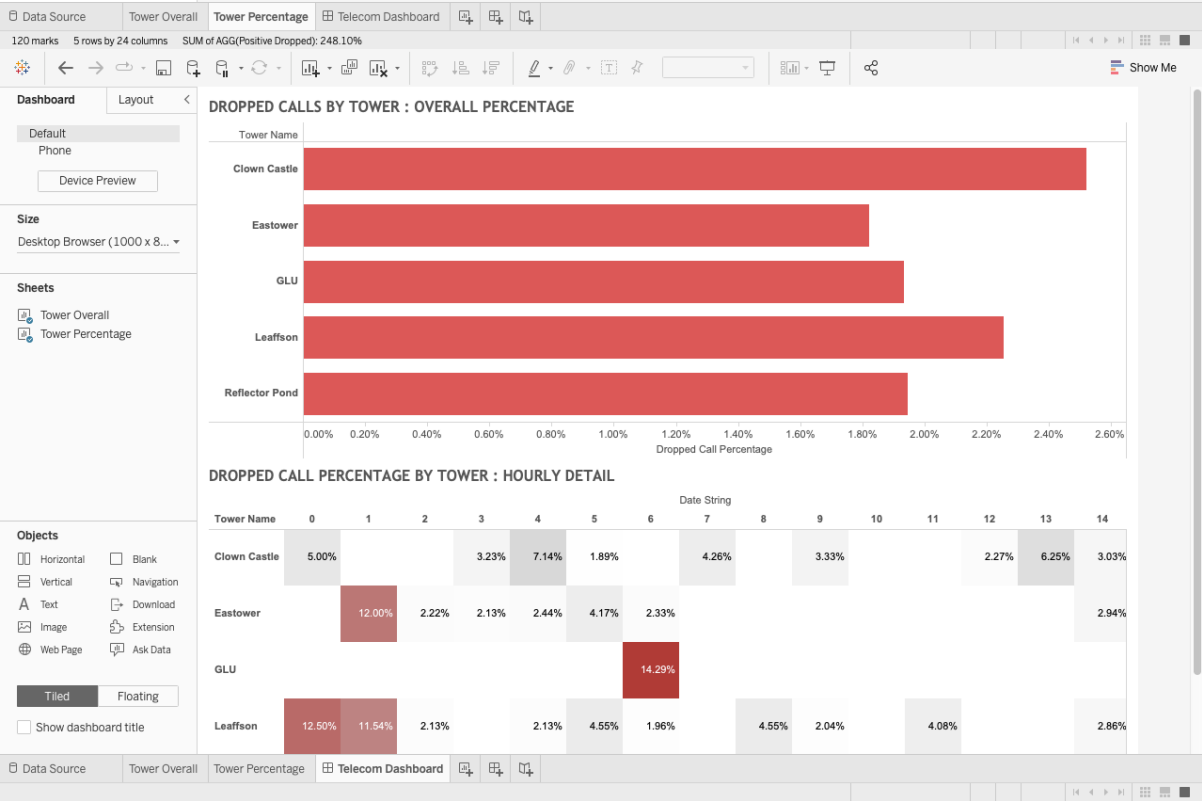 Data Source Tower Overall Tower Percentage Telecom Dashboard
120 marks 5 rows by 24 columns SUM of AGG(Positive Dropped): 248.10%
Show Me
Dashboard Layout
Default
Phone
Device Preview
Size
Desktop Browser (1000 x 8...
Sheets
Tower Overall
Tower Percentage
Objects
Horizontal Blank
Vertical Navigation
Text Download
Image Extension
Web Page Ask Data
Tiled Floating
Show dashboard title
DROPPED CALLS BY TOWER : OVERALL PERCENTAGE
Tower Name
Clown Castle
Eastower
GLU
Leaffson
Reflector Pond
0.00% 0.20% 0.40% 0.60% 0.80% 1.00% 1.20% 1.40% 1.60% 1.80% 2.00% 2.20% 2.40% 2.60%
Dropped Call Percentage
DROPPED CALL PERCENTAGE BY TOWER : HOURLY DETAIL
Date String
Tower Name 0 1 2 3 4 5 6 7 8 9 10 11 12 13 14
Clown Castle 5.00% 3.23% 7.14% 1.89% 4.26% 3.33% 2.27% 6.25% 3.03%
Eastower 12.00% 2.22% 2.13% 2.44% 4.17% 2.33% 2.94%
GLU 14.29%
Leaffson 12.50% 11.54% 2.13% 2.13% 4.55% 1.96% 4.55% 2.04% 4.08% 2.86%
Data Source Tower Overall Tower Percentage Telecom Dashboard